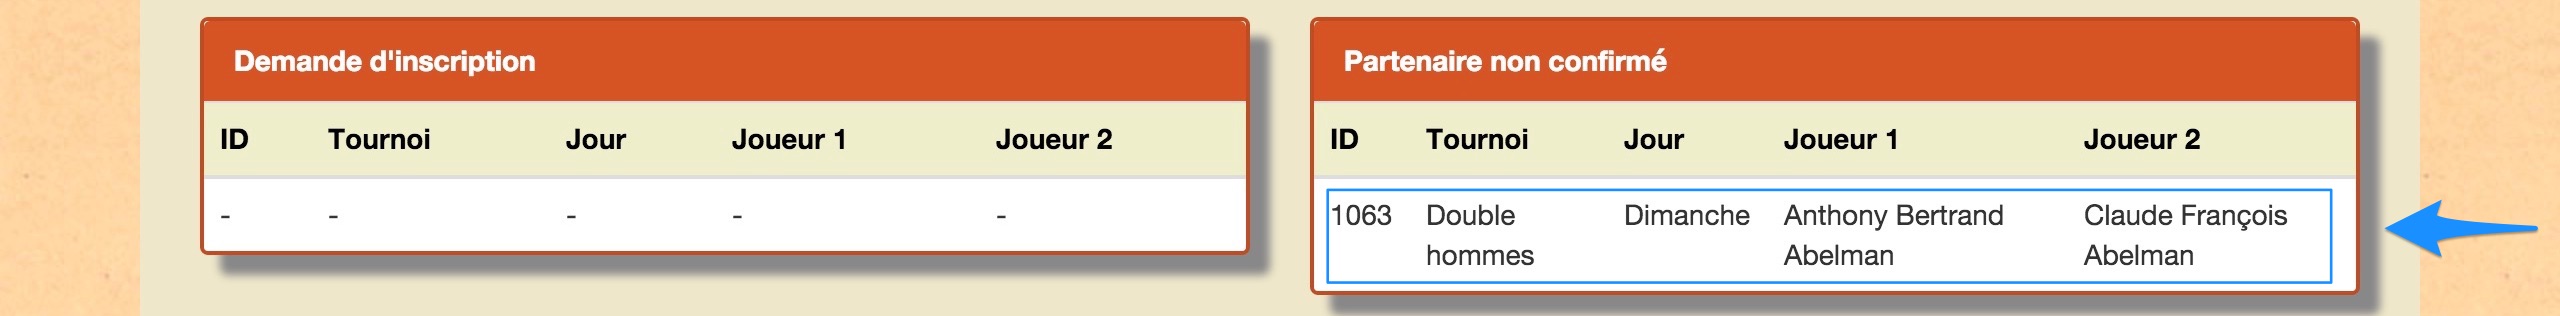 Demande d'inscription
ID Tournoi Jour Joueur 1 Joueur 2
- - - - -
Partenaire non confirmé
ID Tournoi Jour Joueur 1 Joueur 2
1063 Double Dimanche Anthony Bertrand Claude François
hommes Abelman Abelman